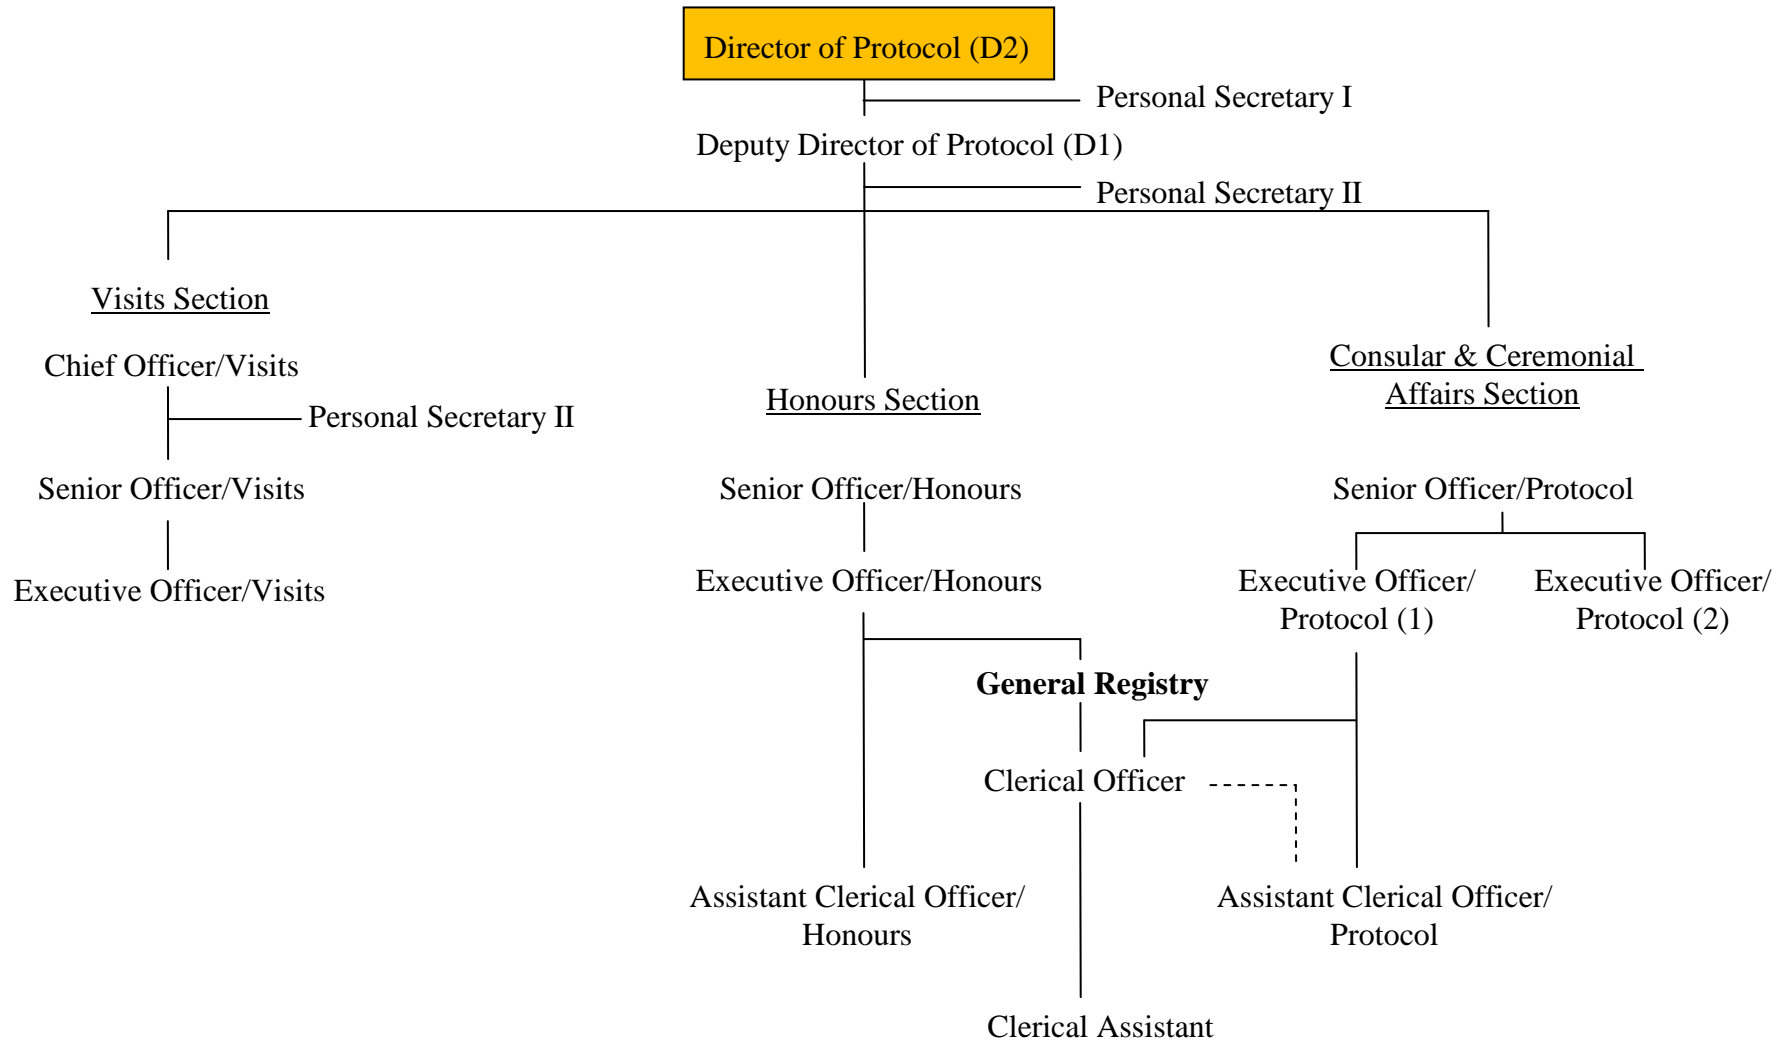 Director of Protocol (D2)
Personal Secretary I
Deputy Director of Protocol (D1)
Personal Secretary II
Visits Section
Chief Officer/Visits
Personal Secretary II
Senior Officer/Visits
Executive Officer/Visits
Honours Section
Senior Officer/Honours
Executive Officer/Honours
General Registry
Clerical Officer
Assistant Clerical Officer/
Honours
Clerical Assistant
Consular & Ceremonial
Affairs Section
Senior Officer/Protocol
Executive Officer/
Protocol (1)
Executive Officer/
Protocol (2)
Assistant Clerical Officer/
Protocol